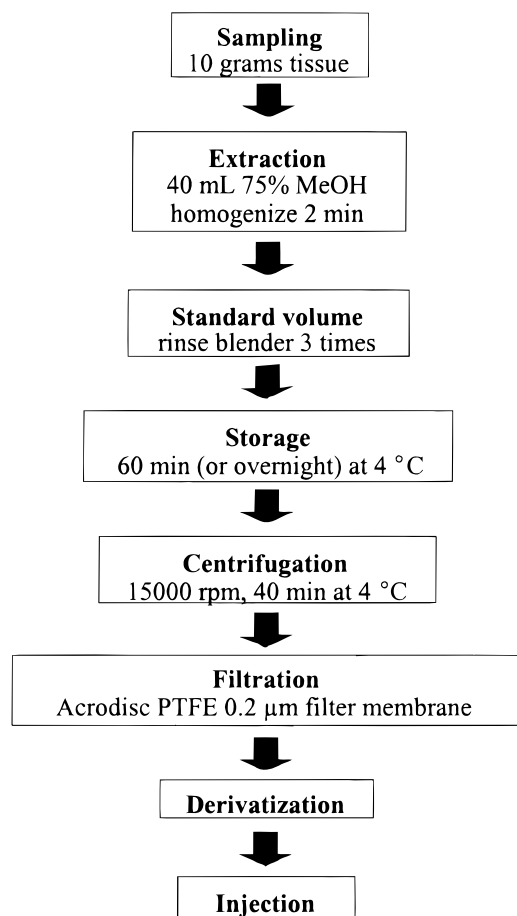 Sampling
10 grams tissue
Extraction
40 mL 75% MeOH
homogenize 2 min
Standard volume
rinse blender 3 times
Storage
60 min (or overnight) at 4 °C
Centrifugation
15000 rpm, 40 min at 4 °C
Filtration
Acrodisc PTFE 0.2 µm filter membrane
Derivatization
Injection